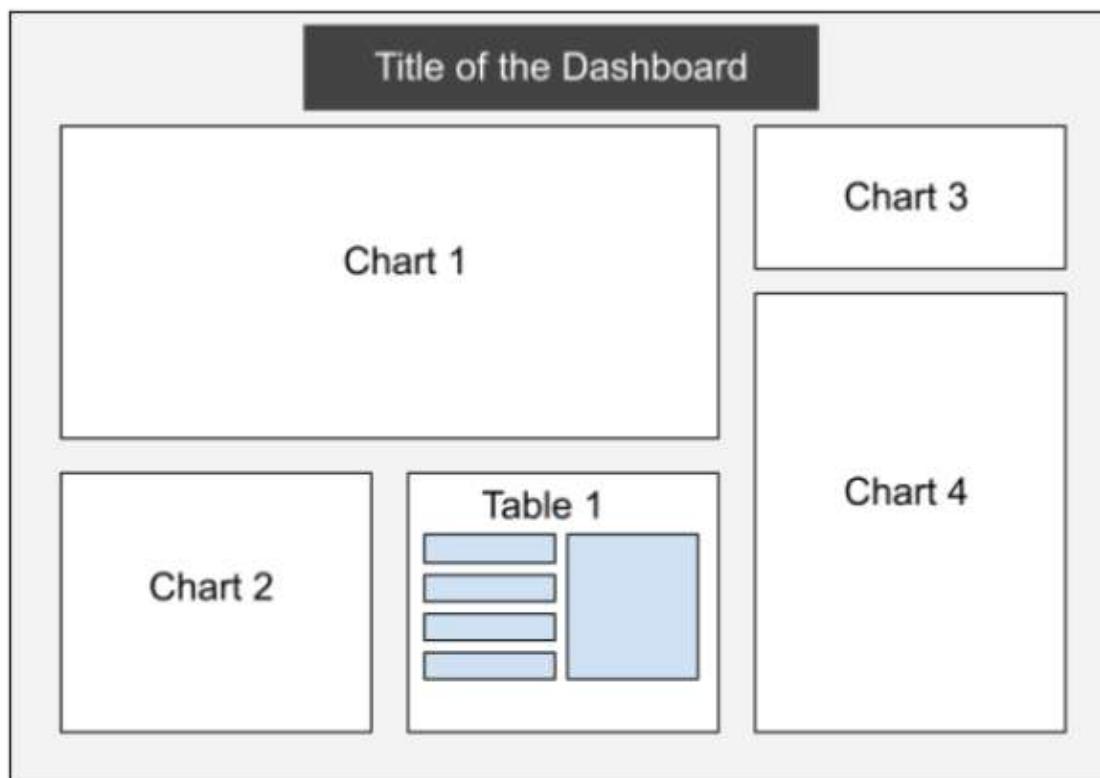 Title of the Dashboard
Chart 1
Chart 3
Chart 2
Table 1
Chart 4